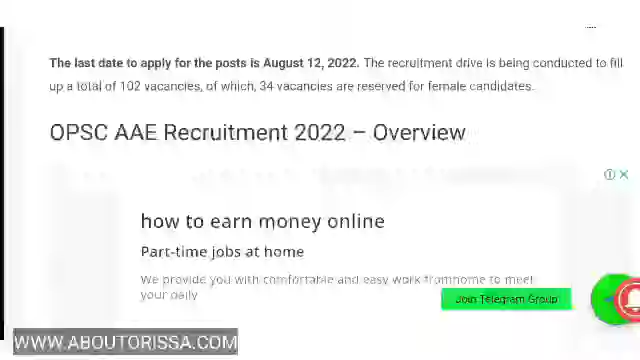 The last date to apply for the posts is August 12, 2022. The recruitment drive is being conducted to fill
up a total of 102 vacancies, of which, 34 vacancies are reserved for female candidates.
OPSC AAE Recruitment 2022 – Overview
how to earn money online
Part-time jobs at home
We provide you with comfortable and easy work fromhome to meet
your daily
Join Telegram Group
WWW.ABOUTORISSA.COM